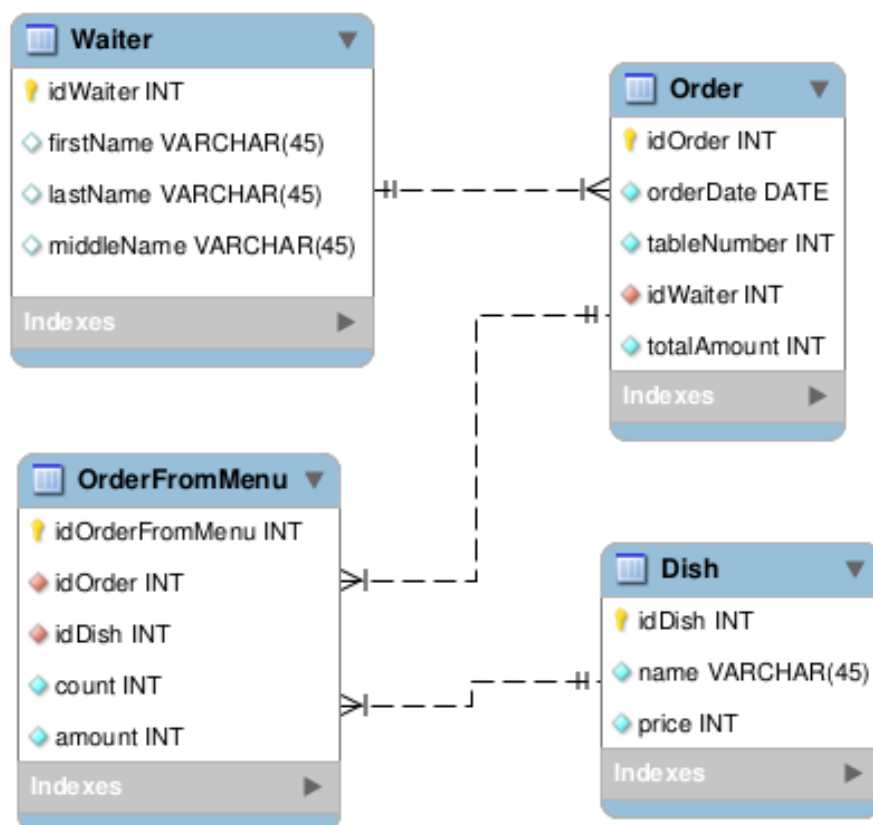 Waiter
idWaiter INT
firstName VARCHAR(45)
lastName VARCHAR(45)
middleName VARCHAR(45)
Indexes
Order
idOrder INT
orderDate DATE
tableNumber INT
idWaiter INT
totalAmount INT
Indexes
OrderFromMenu
idOrderFromMenu INT
idOrder INT
idDish INT
count INT
amount INT
Indexes
Dish
idDish INT
name VARCHAR(45)
price INT
Indexes